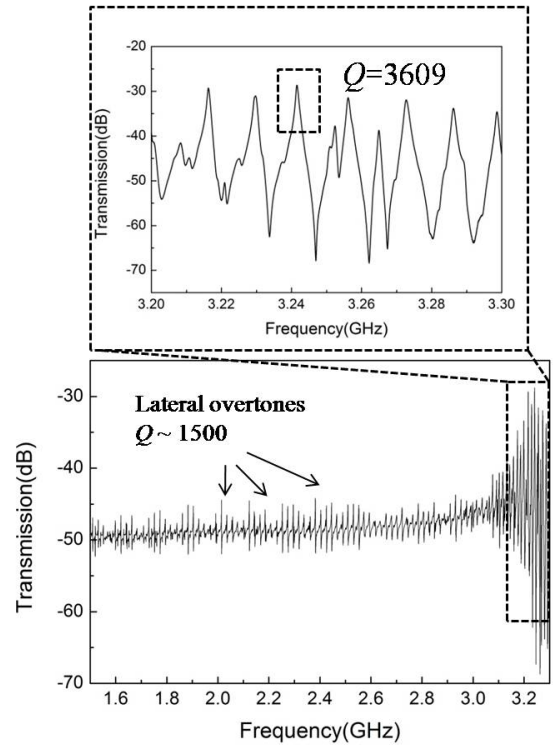 -20
-30
-40
-50
-60
-70
Transmission(dB)
Q=3609
3.20 3.22 3.24 3.26 3.28 3.30
Frequency(GHz)
-30
-40
-50
-60
-70
Transmission(dB)
Lateral overtones
Q ~ 1500
1.6 1.8 2.0 2.2 2.4 2.6 2.8 3.0 3.2
Frequency(GHz)